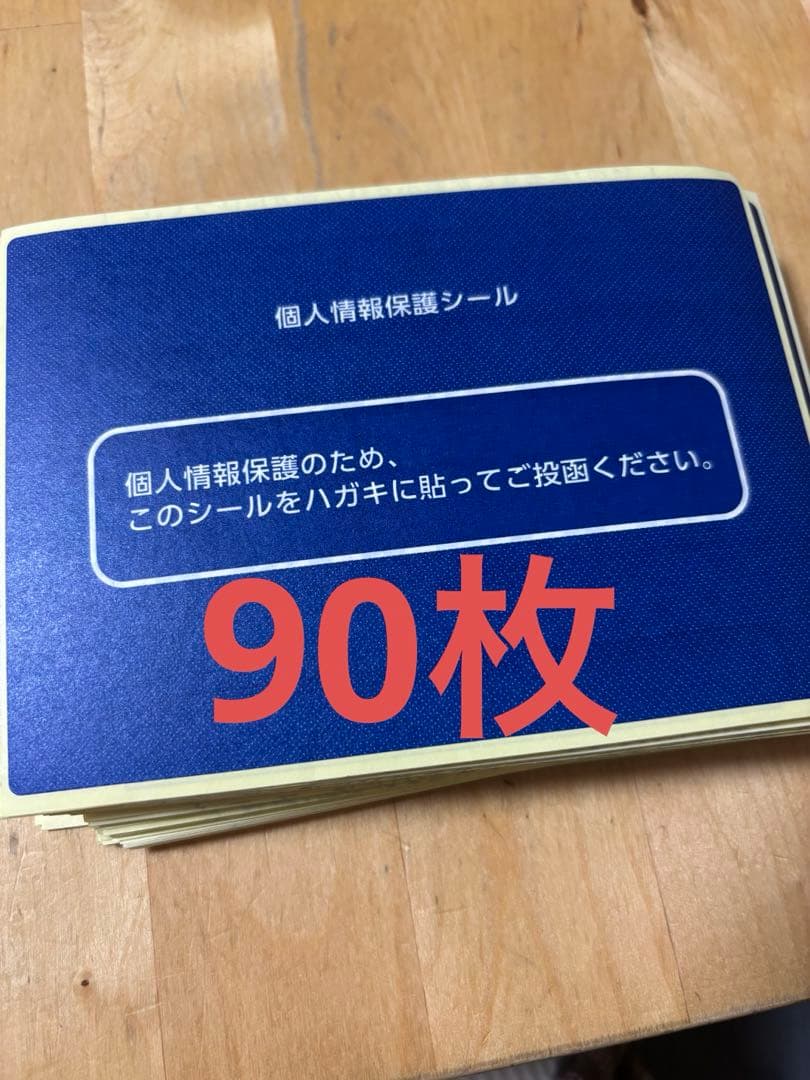 個人情報保護シール
個人情報保護のため、
このシールをハガキに貼ってご投函ください。
90枚